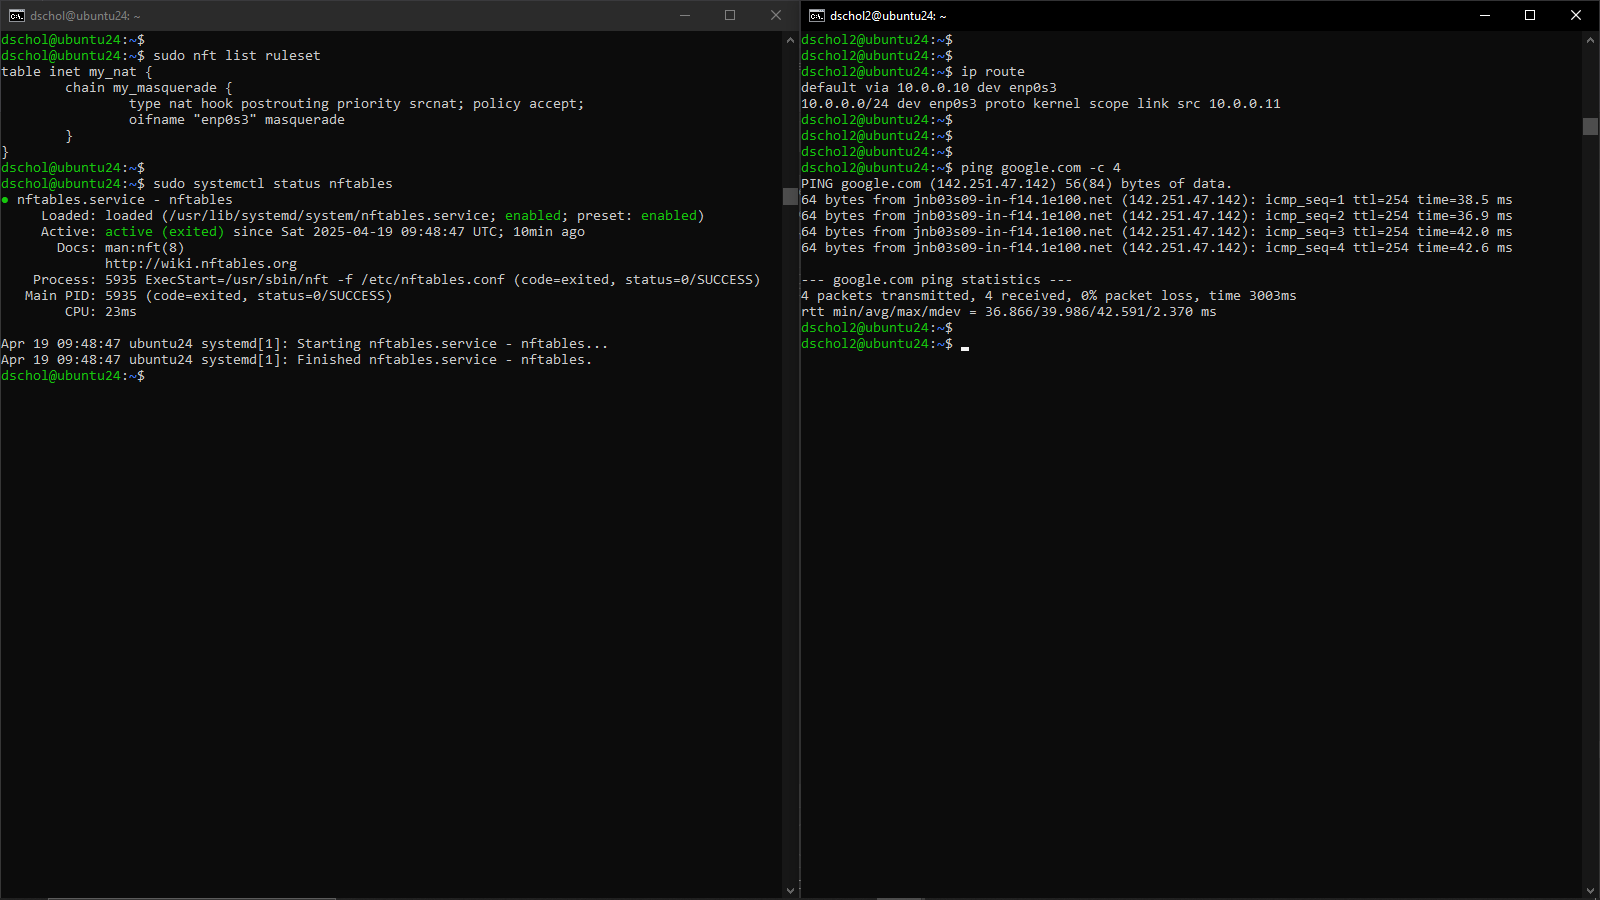 dschol@ubuntu24: ~
dschol@ubuntu24:~$
dschol@ubuntu24:~$ sudo nft list ruleset
table inet my_nat {
        chain my_masquerade {
                type nat hook postrouting priority srcnat; policy accept;
                oifname "enp0s3" masquerade
        }
}
dschol@ubuntu24:~$
dschol@ubuntu24:~$ sudo systemctl status nftables
● nftables.service - nftables
     Loaded: loaded (/usr/lib/systemd/system/nftables.service; enabled; preset: enabled)
     Active: active (exited) since Sat 2025-04-19 09:48:47 UTC; 10min ago
       Docs: man:nft(8)
             http://wiki.nftables.org
    Process: 5935 ExecStart=/usr/sbin/nft -f /etc/nftables.conf (code=exited, status=0/SUCCESS)
   Main PID: 5935 (code=exited, status=0/SUCCESS)
        CPU: 23ms

Apr 19 09:48:47 ubuntu24 systemd[1]: Starting nftables.service - nftables...
Apr 19 09:48:47 ubuntu24 systemd[1]: Finished nftables.service - nftables.
dschol@ubuntu24:~$
dschol2@ubuntu24: ~
dschol2@ubuntu24:~$
dschol2@ubuntu24:~$
dschol2@ubuntu24:~$ ip route
default via 10.0.0.10 dev enp0s3
10.0.0.0/24 dev enp0s3 proto kernel scope link src 10.0.0.11
dschol2@ubuntu24:~$
dschol2@ubuntu24:~$
dschol2@ubuntu24:~$
dschol2@ubuntu24:~$ ping google.com -c 4
PING google.com (142.251.47.142) 56(84) bytes of data.
64 bytes from jnb03s09-in-f14.1e100.net (142.251.47.142): icmp_seq=1 ttl=254 time=38.5 ms
64 bytes from jnb03s09-in-f14.1e100.net (142.251.47.142): icmp_seq=2 ttl=254 time=36.9 ms
64 bytes from jnb03s09-in-f14.1e100.net (142.251.47.142): icmp_seq=3 ttl=254 time=42.0 ms
64 bytes from jnb03s09-in-f14.1e100.net (142.251.47.142): icmp_seq=4 ttl=254 time=42.6 ms

--- google.com ping statistics ---
4 packets transmitted, 4 received, 0% packet loss, time 3003ms
rtt min/avg/max/mdev = 36.866/39.986/42.591/2.370 ms
dschol2@ubuntu24:~$
dschol2@ubuntu24:~$